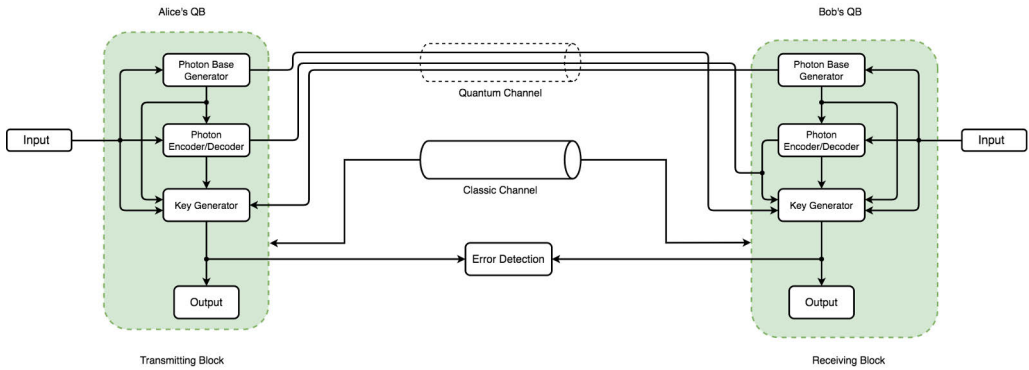 Alice's QB
Bob's QB
Photon Base
Generator
Photon Base
Generator
Quantum Channel
Input
Photon
Encoder/Decoder
Photon
Encoder/Decoder
Input
Classic Channel
Key Generator
Key Generator
Error Detection
Output
Output
Transmitting Block
Receiving Block